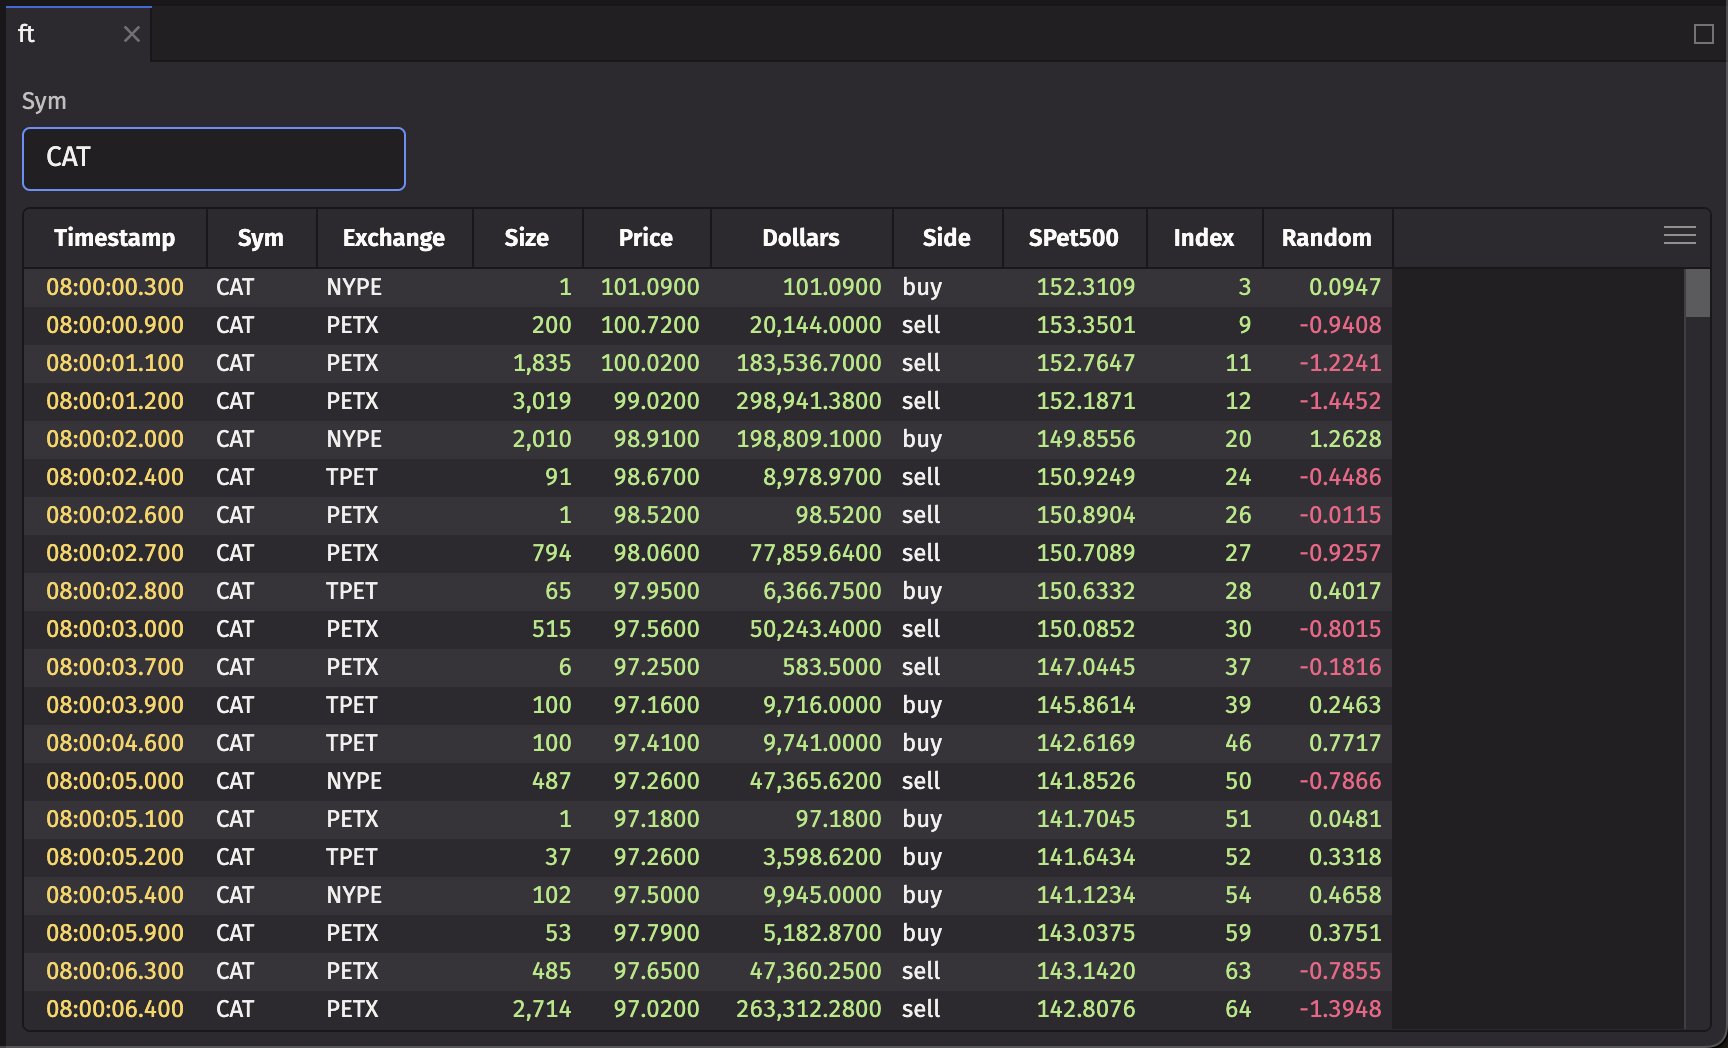 ft
Sym
CAT
Timestamp Sym Exchange Size Price Dollars Side SPet500 Index Random
08:00:00.300 CAT NYPE 1 101.0900 101.0900 buy 152.3109 3 0.0947
08:00:00.900 CAT PETX 200 100.7200 20,144.0000 sell 153.3501 9 -0.9408
08:00:01.100 CAT PETX 1,835 100.0200 183,536.7000 sell 152.7647 11 -1.2241
08:00:01.200 CAT PETX 3,019 99.0200 298,941.3800 sell 152.1871 12 -1.4452
08:00:02.000 CAT NYPE 2,010 98.9100 198,809.1000 buy 149.8556 20 1.2628
08:00:02.400 CAT TPET 91 98.6700 8,978.9700 sell 150.9249 24 -0.4486
08:00:02.600 CAT PETX 1 98.5200 98.5200 sell 150.8904 26 -0.0115
08:00:02.700 CAT PETX 794 98.0600 77,859.6400 sell 150.7089 27 -0.9257
08:00:02.800 CAT TPET 65 97.9500 6,366.7500 buy 150.6332 28 0.4017
08:00:03.000 CAT PETX 515 97.5600 50,243.4000 sell 150.0852 30 -0.8015
08:00:03.700 CAT PETX 6 97.2500 583.5000 sell 147.0445 37 -0.1816
08:00:03.900 CAT TPET 100 97.1600 9,716.0000 buy 145.8614 39 0.2463
08:00:04.600 CAT TPET 100 97.4100 9,741.0000 buy 142.6169 46 0.7717
08:00:05.000 CAT NYPE 487 97.2600 47,365.6200 sell 141.8526 50 -0.7866
08:00:05.100 CAT PETX 1 97.1800 97.1800 buy 141.7045 51 0.0481
08:00:05.200 CAT TPET 37 97.2600 3,598.6200 buy 141.6434 52 0.3318
08:00:05.400 CAT NYPE 102 97.5000 9,945.0000 buy 141.1234 54 0.4658
08:00:05.900 CAT PETX 53 97.7900 5,182.8700 buy 143.0375 59 0.3751
08:00:06.300 CAT PETX 485 97.6500 47,360.2500 sell 143.1420 63 -0.7855
08:00:06.400 CAT PETX 2,714 97.0200 263,312.2800 sell 142.8076 64 -1.3948